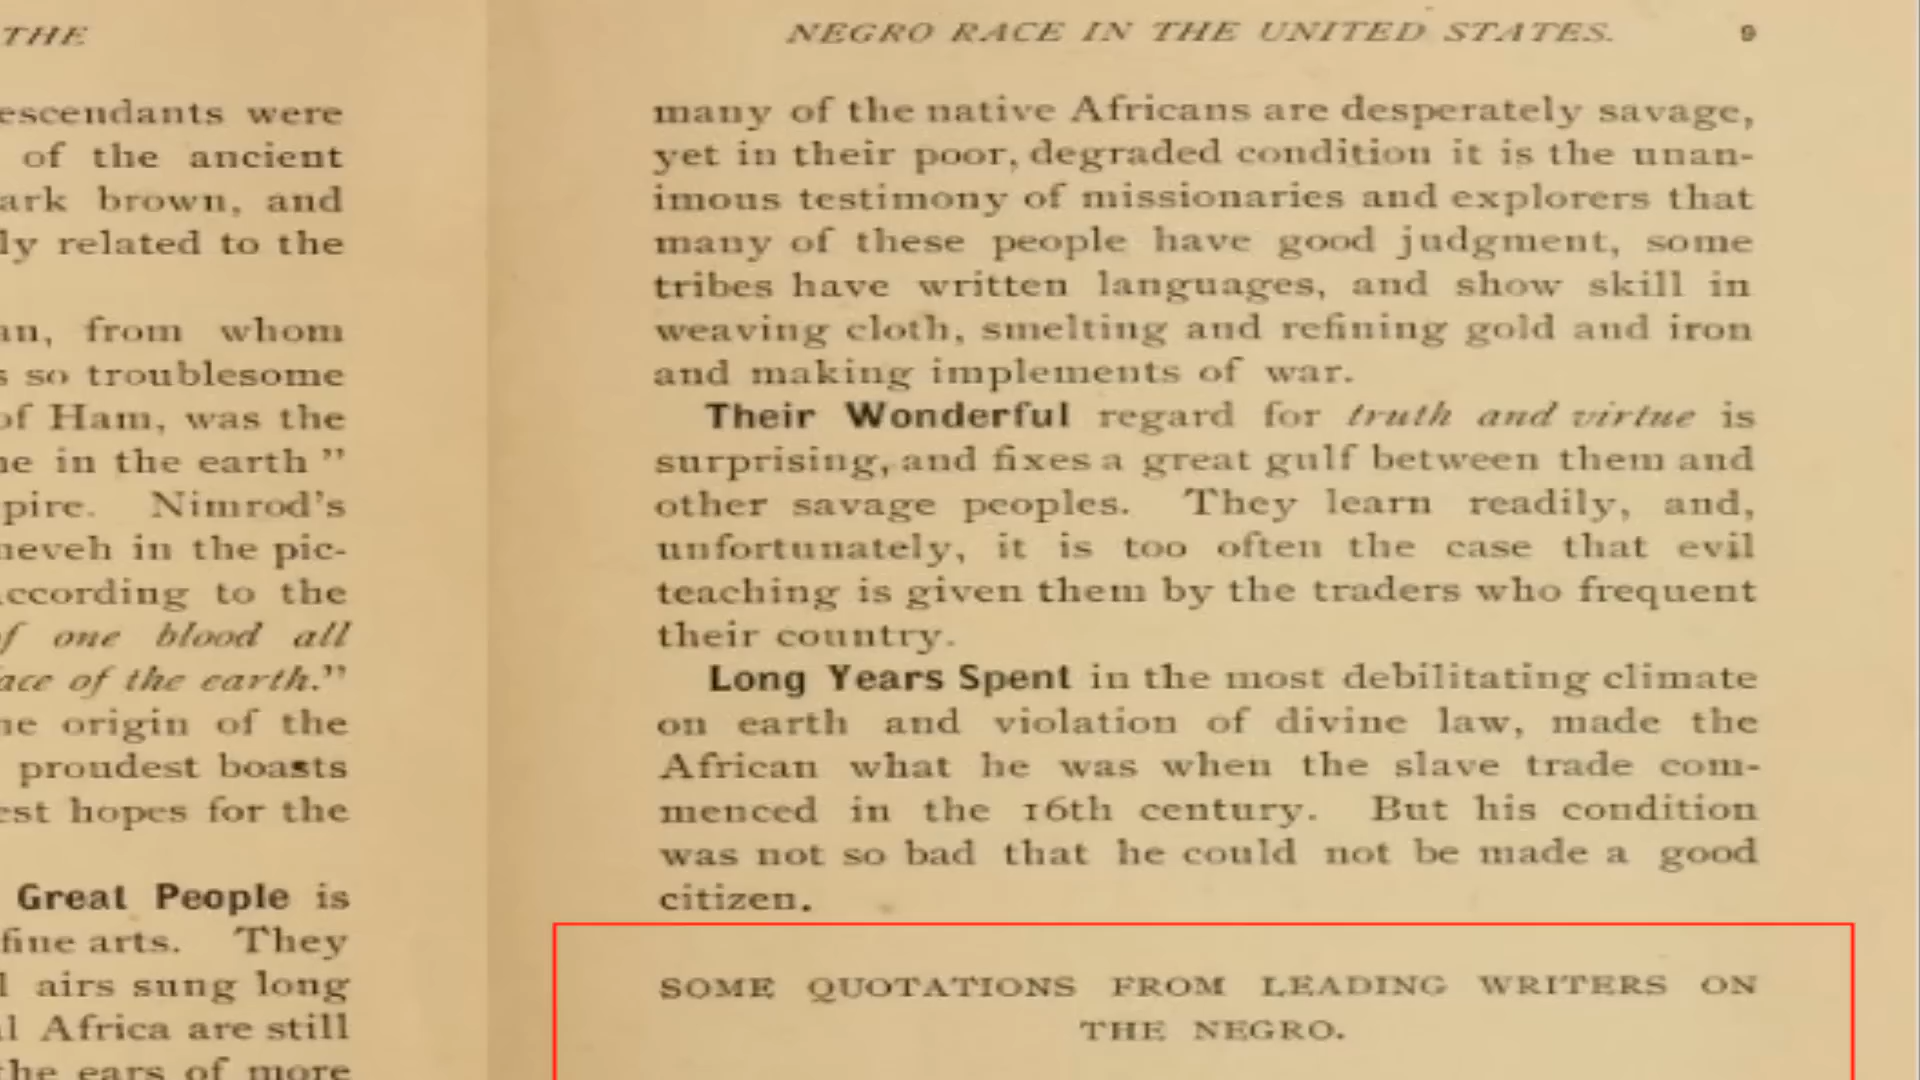 THE
escendants were
of the ancient
ark brown, and
ly related to the
an, from whom
s so troublesome
of Ham, was the
ne in the earth ”
pire. Nimrod’s
neveh in the pic-
ccording to the
of one blood all
ace of the earth.”
he origin of the
proudest boasts
est hopes for the
Great People is
fine arts. They
l airs sung long
al Africa are still
the ears of more
NEGRO RACE IN THE UNITED STATES. 9
many of the native Africans are desperately savage,
yet in their poor, degraded condition it is the unan-
imous testimony of missionaries and explorers that
many of these people have good judgment, some
tribes have written languages, and show skill in
weaving cloth, smelting and refining gold and iron
and making implements of war.
Their Wonderful regard for truth and virtue is
surprising, and fixes a great gulf between them and
other savage peoples. They learn readily, and,
unfortunately, it is too often the case that evil
teaching is given them by the traders who frequent
their country.
Long Years Spent in the most debilitating climate
on earth and violation of divine law, made the
African what he was when the slave trade com-
menced in the 16th century. But his condition
was not so bad that he could not be made a good
citizen.
SOME QUOTATIONS FROM LEADING WRITERS ON
THE NEGRO.